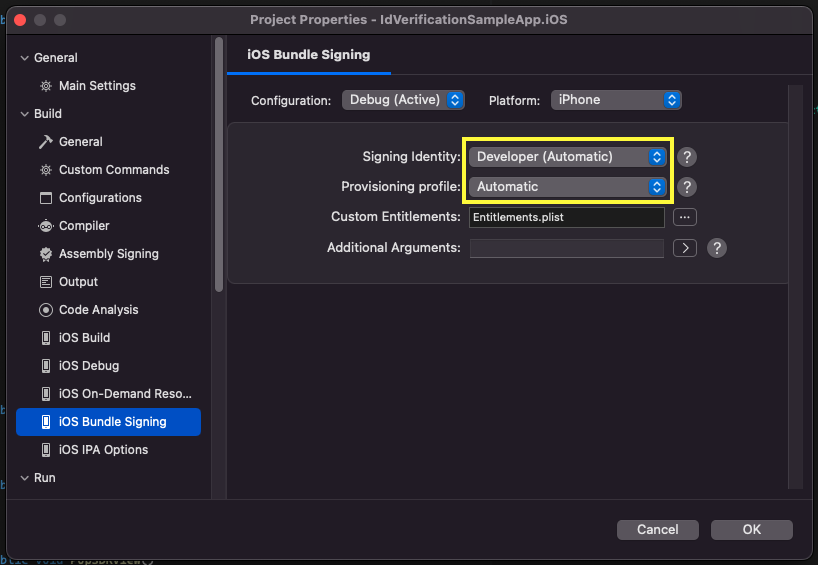 Project Properties - IdVerificationSampleApp.iOS
General
Main Settings
Build
General
Custom Commands
Configurations
Compiler
Assembly Signing
Output
Code Analysis
iOS Build
iOS Debug
iOS On-Demand Reso...
iOS Bundle Signing
iOS IPA Options
Run
iOS Bundle Signing
Configuration: Debug (Active) Platform: iPhone
Signing Identity: Developer (Automatic) ?
Provisioning profile: Automatic ?
Custom Entitlements: Entitlements.plist ...
Additional Arguments: > ?
Cancel OK